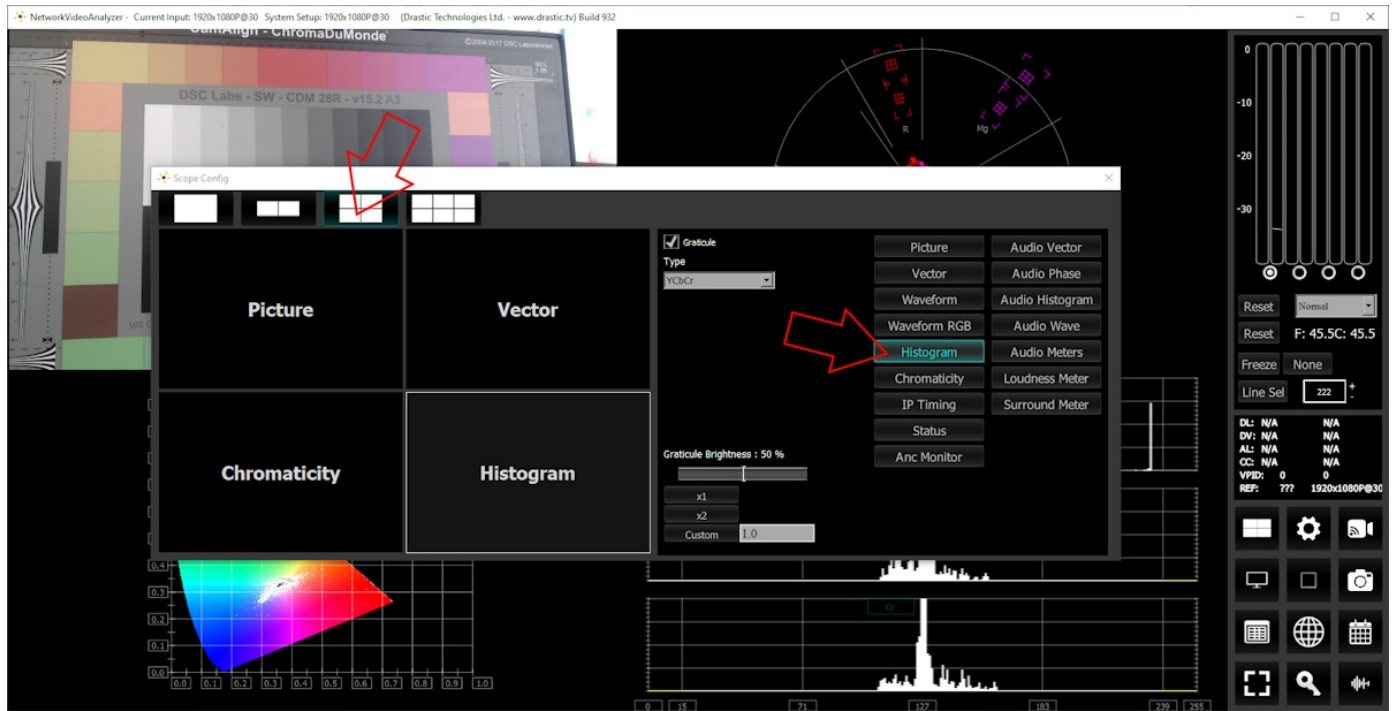 NetworkVideoAnalyzer - Current Input: 1920x1080P@30 System Setup: 1920x1080P@30 (Drastic Technologies Ltd. - www.drastic.tv) Build 932
CamAlign - ChromaDuMonde
DSC Labs - SW - CDM 28R - v15.2 A3
R
Mg
Scope Config
Picture
Vector
Chromaticity
Histogram
Graticule
Type
YCbCr
Graticule Brightness : 50 %
x1
x2
Custom 1.0
Picture
Vector
Waveform
Waveform RGB
Histogram
Chromaticity
IP Timing
Status
Anc Monitor
Audio Vector
Audio Phase
Audio Histogram
Audio Wave
Audio Meters
Loudness Meter
Surround Meter
0
-10
-20
-30
Reset Normal
Reset F: 45.5C: 45.5
Freeze None
Line Sel 222 + -
DL: N/A N/A
DV: N/A N/A
AL: N/A N/A
CC: N/A N/A
VPID: 0 0
REF: ??? 1920x1080P@30
0.4
0.3
0.2
0.1
0.0
0.0 0.1 0.2 0.3 0.4 0.5 0.6 0.7 0.8 0.9 1.0
Cr
0 15 71 127 183 239 255